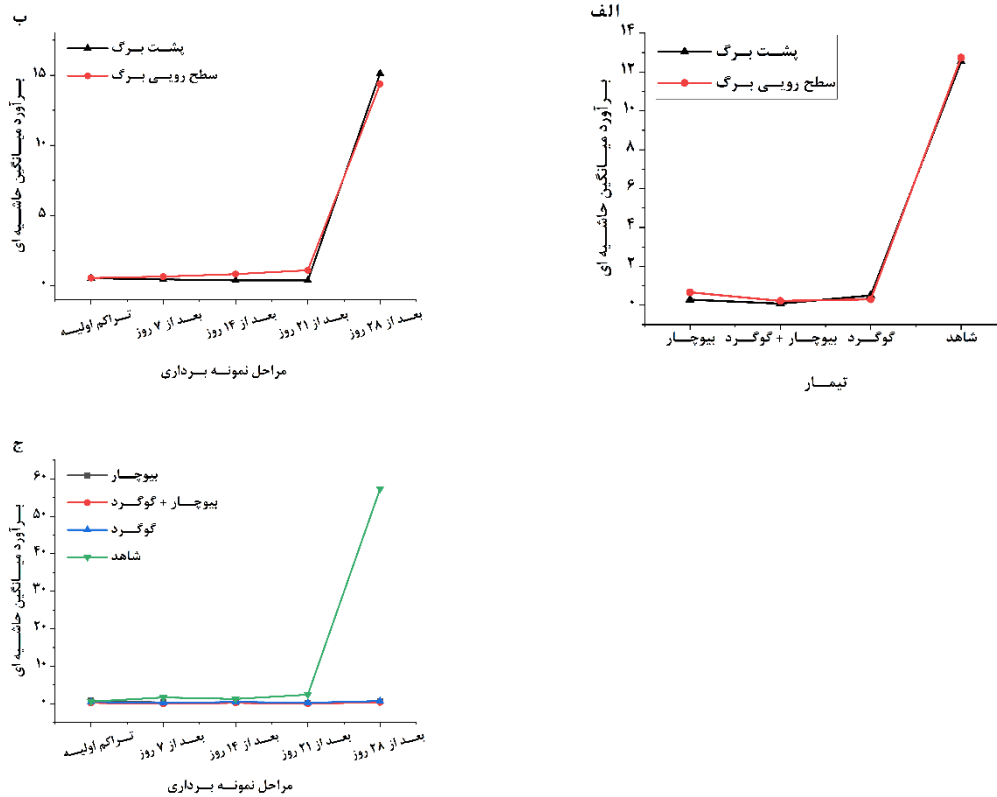 الف
پشت برگ
سطح رویی برگ
برآورد میانگین حاشیه ای
۱۴
۱۲
۱۰
۸
۶
۴
۲
۰
بیوچار
گوگرد + بیوچار
گوگرد
شاهد
تیمار
ب
پشت برگ
سطح رویی برگ
برآورد میانگین حاشیه ای
۱۵
۱۰
۵
۰
تراکم اولیه
بعد از ۷ روز
بعد از ۱۴ روز
بعد از ۲۱ روز
بعد از ۲۸ روز
مراحل نمونه برداری
ج
بیوچار
بیوچار + گوگرد
گوگرد
شاهد
برآورد میانگین حاشیه ای
۶۰
۵۰
۴۰
۳۰
۲۰
۱۰
۰
تراکم اولیه
بعد از ۷ روز
بعد از ۱۴ روز
بعد از ۲۱ روز
بعد از ۲۸ روز
مراحل نمونه برداری